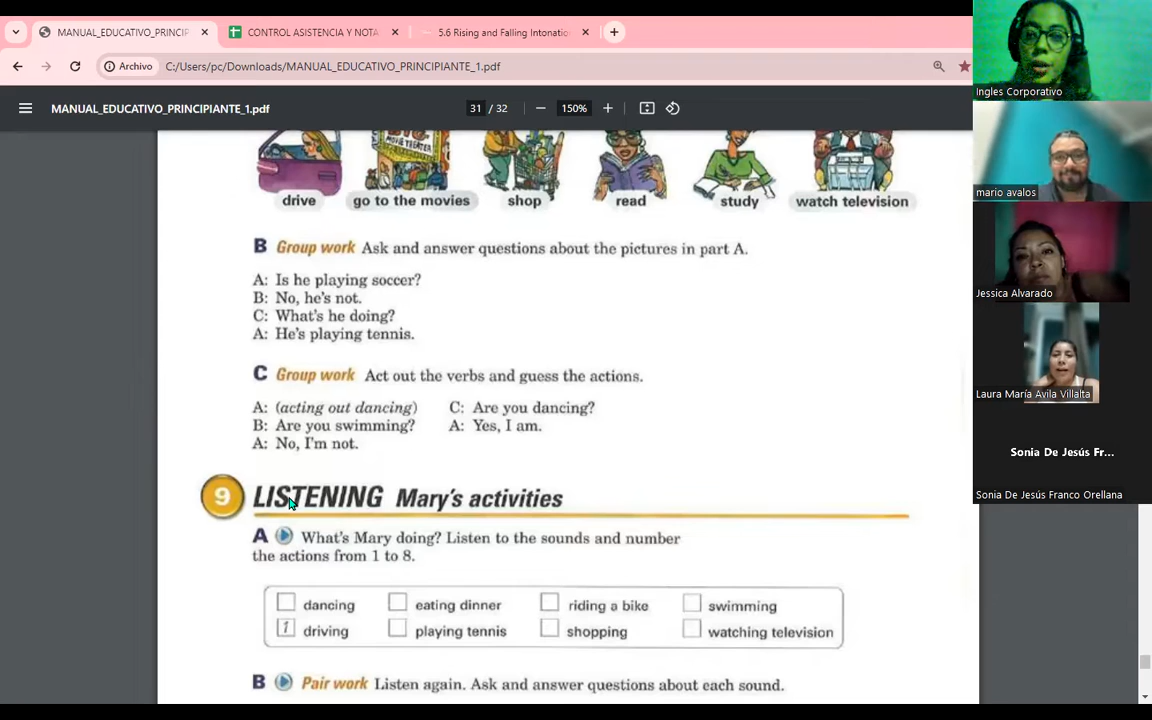 MANUAL_EDUCATIVO_PRINCIP
CONTROL ASISTENCIA Y NOTA
5.6 Rising and Falling Intonatio
Archivo
C:/Users/pc/Downloads/MANUAL_EDUCATIVO_PRINCIPIANTE_1.pdf
MANUAL_EDUCATIVO_PRINCIPIANTE_1.pdf
31 / 32
150%
MOVIE THEATER
drive
go to the movies
shop
read
study
watch television
B Group work Ask and answer questions about the pictures in part A.
A: Is he playing soccer?
B: No, he's not.
C: What's he doing?
A: He's playing tennis.
C Group work Act out the verbs and guess the actions.
A: (acting out dancing)
B: Are you swimming?
A: No, I'm not.
C: Are you dancing?
A: Yes, I am.
9 LISTENING Mary's activities
A What's Mary doing? Listen to the sounds and number
the actions from 1 to 8.
dancing
eating dinner
riding a bike
swimming
1 driving
playing tennis
shopping
watching television
B Pair work Listen again. Ask and answer questions about each sound.
Ingles Corporativo
mario avalos
Jessica Alvarado
Laura María Avila Villalta
Sonia De Jesús Fr...
Sonia De Jesús Franco Orellana